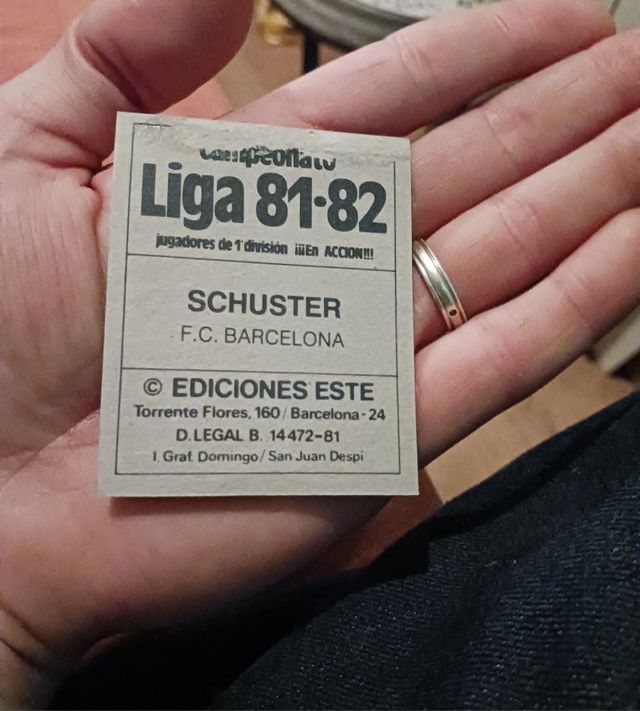 Campeonato
Liga 81-82
jugadores de 1ª división ¡¡¡En ACCION!!!
SCHUSTER
F.C. BARCELONA
© EDICIONES ESTE
Torrente Flores, 160 / Barcelona - 24
D. LEGAL B. 14472-81
I. Graf. Domingo / San Juan Despi